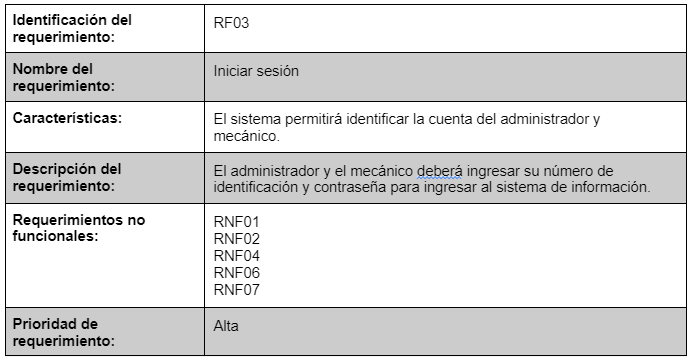 Identificación del
requerimiento:
RF03
Nombre del
requerimiento:
Iniciar sesión
Características:
El sistema permitirá identificar la cuenta del administrador y
mecánico.
Descripción del
requerimiento:
El administrador y el mecánico deberá ingresar su número de
identificación y contraseña para ingresar al sistema de información.
Requerimientos no
funcionales:
RNF01
RNF02
RNF04
RNF06
RNF07
Prioridad de
requerimiento:
Alta